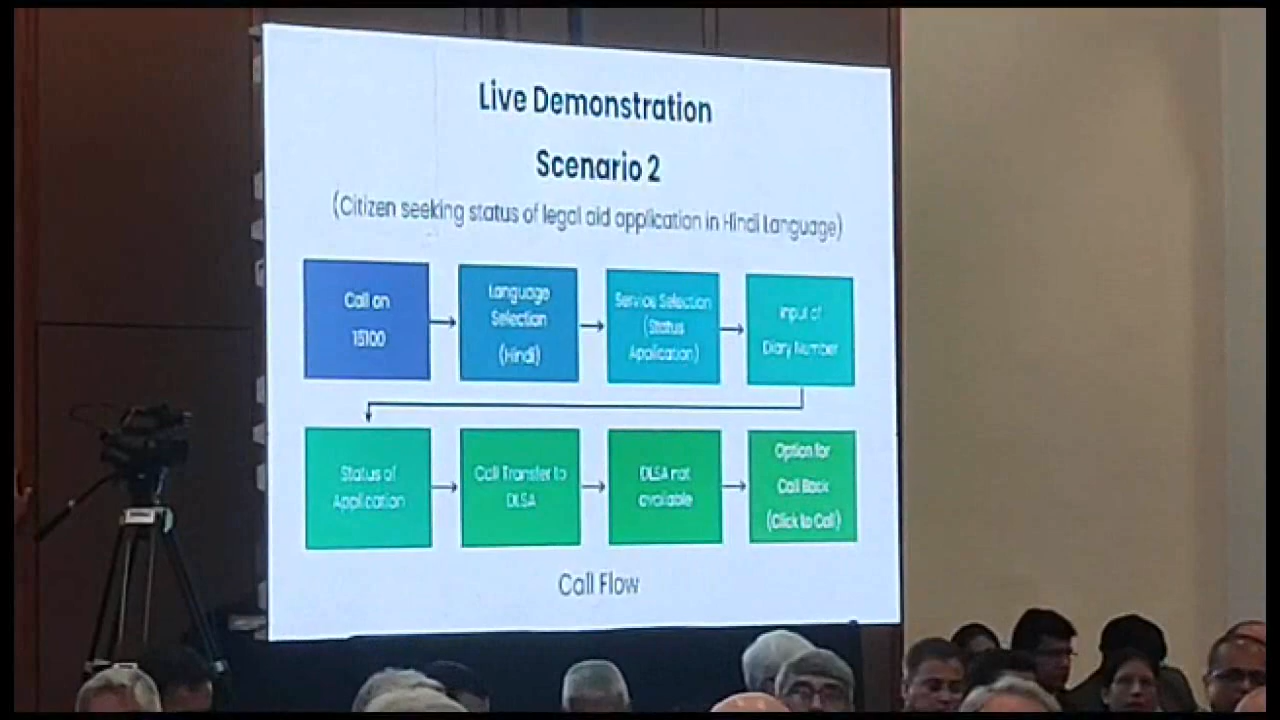 Live Demonstration
Scenario 2
(Citizen seeking status of legal aid application in Hindi Language)
Call on
15100
Language
Selection
(Hindi)
Service Selection
(Status
Application)
Input of
Diary Number
Status of
Application
Call Transfer to
DLSA
DLSA not
available
Option for
Call Back
(Click to Call)
Call Flow